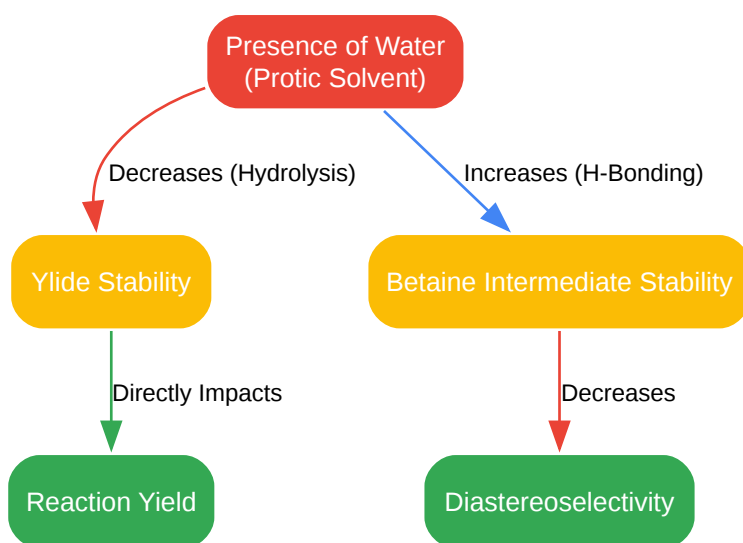 Presence of Water
(Protic Solvent)
Decreases (Hydrolysis)
Increases (H-Bonding)
Ylide Stability
Betaine Intermediate Stability
Directly Impacts
Decreases
Reaction Yield
Diastereoselectivity